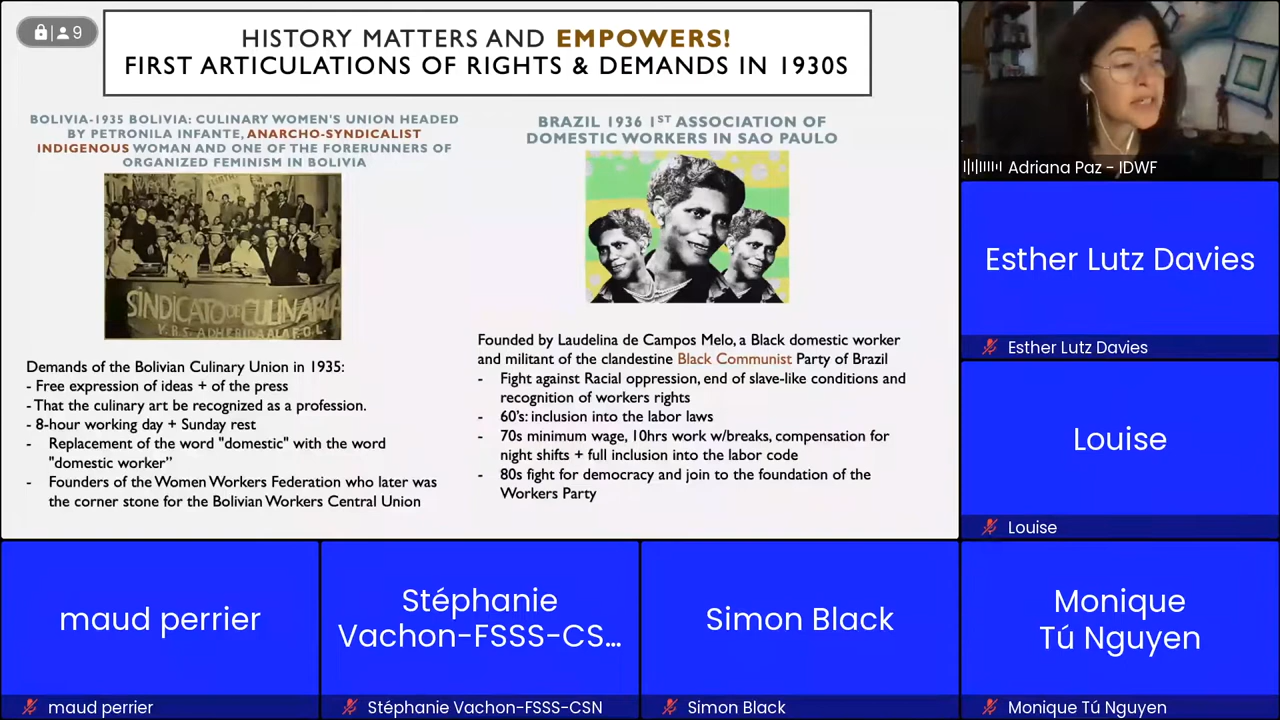 9
HISTORY MATTERS AND EMPOWERS!
FIRST ARTICULATIONS OF RIGHTS & DEMANDS IN 1930S
BOLIVIA-1935 BOLIVIA: CULINARY WOMEN'S UNION HEADED
BY PETRONILA INFANTE, ANARCHO-SYNDICALIST
INDIGENOUS WOMAN AND ONE OF THE FORERUNNERS OF
ORGANIZED FEMINISM IN BOLIVIA
SINDICATO DE CULINARIA
Y.R.S. ADHERIDA A LA F.O.L.
Demands of the Bolivian Culinary Union in 1935:
- Free expression of ideas + of the press
- That the culinary art be recognized as a profession.
- 8-hour working day + Sunday rest
- Replacement of the word "domestic" with the word
"domestic worker”
- Founders of the Women Workers Federation who later was
the corner stone for the Bolivian Workers Central Union
BRAZIL 1936 1ST ASSOCIATION OF
DOMESTIC WORKERS IN SAO PAULO
Founded by Laudelina de Campos Melo, a Black domestic worker
and militant of the clandestine Black Communist Party of Brazil
- Fight against Racial oppression, end of slave-like conditions and
recognition of workers rights
- 60's: inclusion into the labor laws
- 70s minimum wage, 10hrs work w/breaks, compensation for
night shifts + full inclusion into the labor code
- 80s fight for democracy and join to the foundation of the
Workers Party
Adriana Paz - IDWF
Esther Lutz Davies
Esther Lutz Davies
Louise
Louise
maud perrier
maud perrier
Stéphanie
Vachon-FSSS-CS...
Stéphanie Vachon-FSSS-CSN
Simon Black
Simon Black
Monique
Tú Nguyen
Monique Tú Nguyen